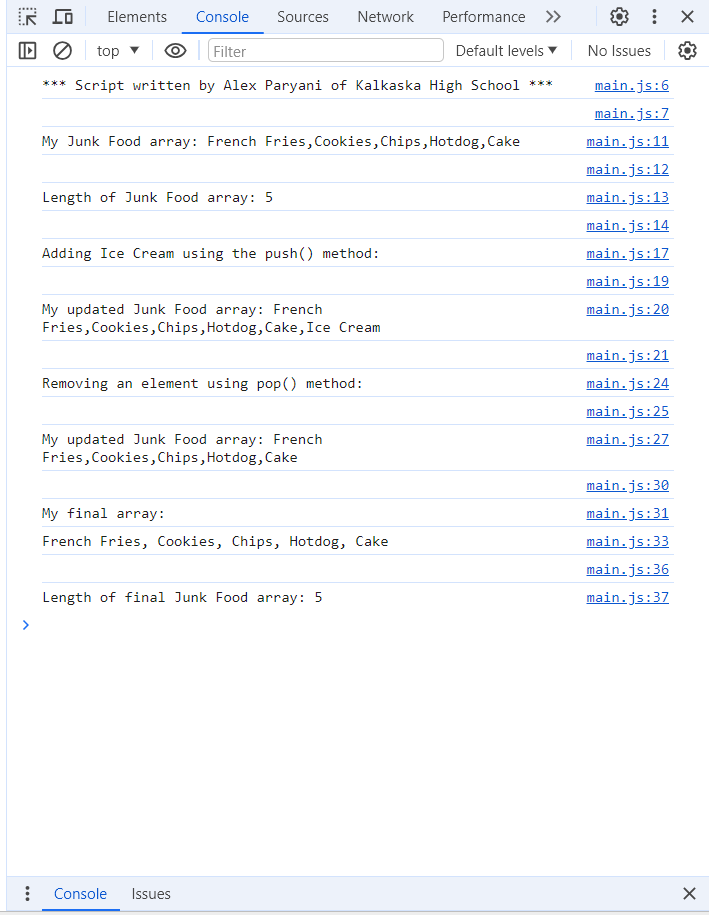 Elements Console Sources Network Performance
top Filter Default levels No Issues
*** Script written by Alex Paryani of Kalkaska High School *** main.js:6
main.js:7
My Junk Food array: French Fries,Cookies,Chips,Hotdog,Cake main.js:11
main.js:12
Length of Junk Food array: 5 main.js:13
main.js:14
Adding Ice Cream using the push() method: main.js:17
main.js:19
My updated Junk Food array: French main.js:20
Fries,Cookies,Chips,Hotdog,Cake,Ice Cream
main.js:21
Removing an element using pop() method: main.js:24
main.js:25
My updated Junk Food array: French main.js:27
Fries,Cookies,Chips,Hotdog,Cake
main.js:30
My final array: main.js:31
French Fries, Cookies, Chips, Hotdog, Cake main.js:33
main.js:36
Length of final Junk Food array: 5 main.js:37
Console Issues